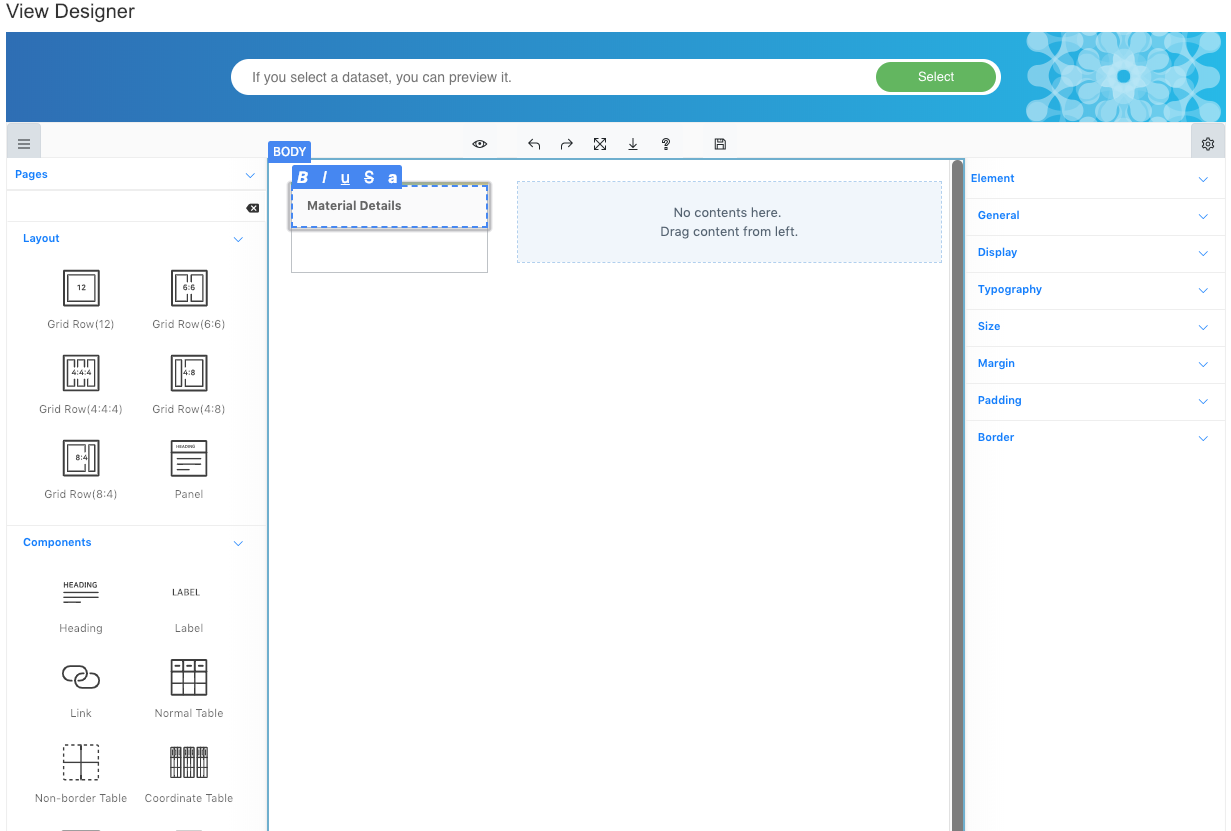 View Designer
If you select a dataset, you can preview it.
Select
BODY
Pages
B I u S a
Material Details
No contents here.
Drag content from left.
Element
General
Layout
Display
12
6:6
Grid Row(12)
Grid Row(6:6)
Typography
Size
4:4:4
4:8
Grid Row(4:4:4)
Grid Row(4:8)
Margin
Padding
Border
8:4
HEADING
Grid Row(8:4)
Panel
Components
HEADING
LABEL
Heading
Label
Link
Normal Table
Non-border Table
Coordinate Table